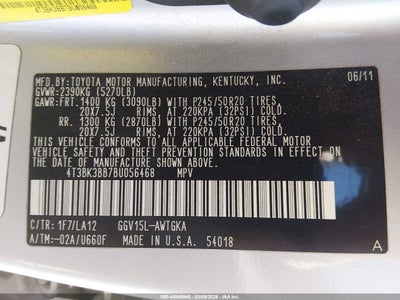 MFD.BY:TOYOTA MOTOR MANUFACTURING, KENTUCKY, INC.
GVWR:2390KG (5270LB) 06/11
GAWR:FRT.1400 KG (3090LB) WITH P245/50R20 TIRES,
20X7.5J RIMS, AT 220KPA (32PSI) COLD.
RR. 1300 KG (2870LB) WITH P245/50R20 TIRES,
20X7.5J RIMS, AT 220KPA (32PSI) COLD.
THIS VEHICLE CONFORMS TO ALL APPLICABLE FEDERAL MOTOR
VEHICLE SAFETY AND THEFT PREVENTION STANDARDS IN EFFECT
ON THE DATE OF MANUFACTURE SHOWN ABOVE.
4T3BK3BB7BU056468 MPV
C/TR: 1F7/LA12 GGV15L-AWTGKA
A/TM:-02A/U660F MADE IN U.S.A. 54018 A